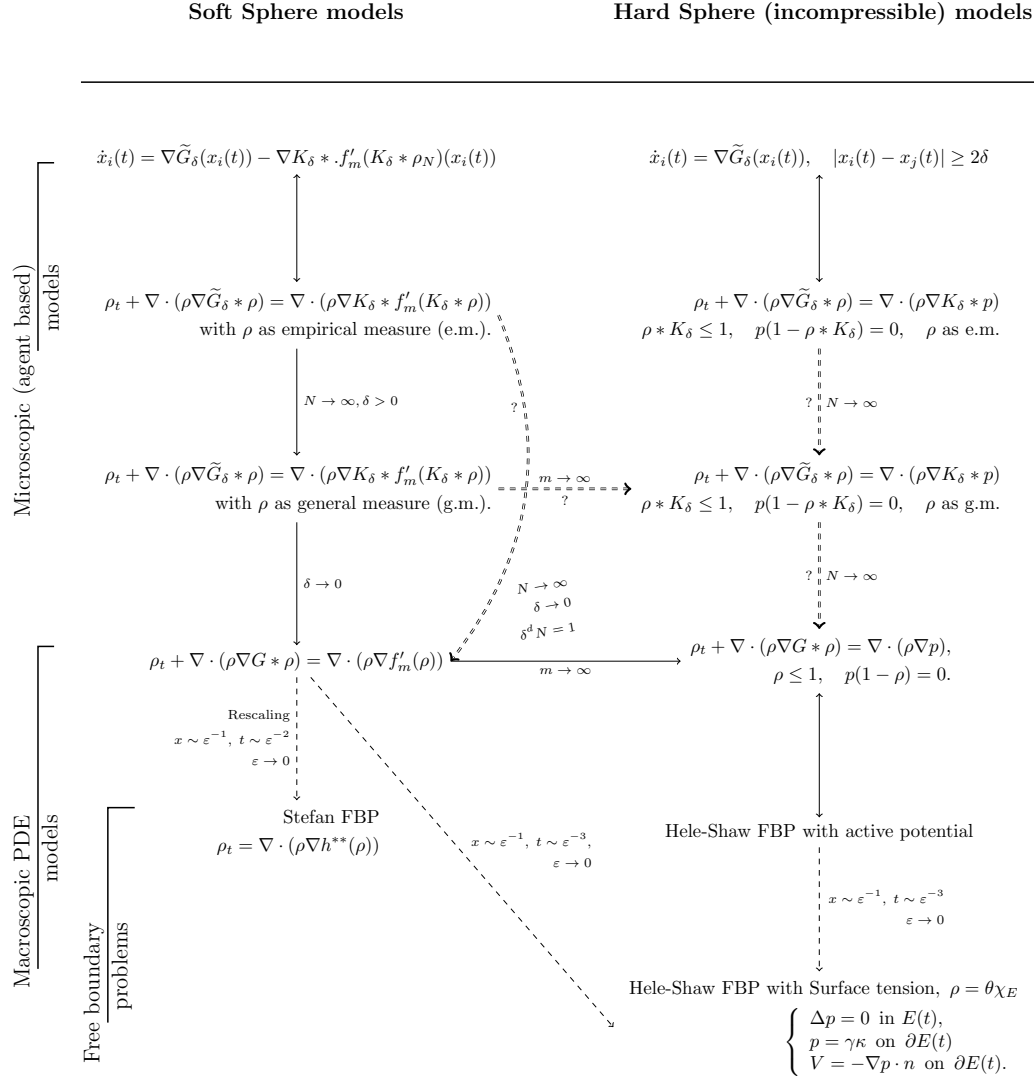 Soft Sphere models
Hard Sphere (incompressible) models
Microscopic (agent based)
models
ẋ_i(t) = ∇G̃_δ(x_i(t)) − ∇K_δ ∗ .f′_m(K_δ ∗ ρ_N)(x_i(t))
ẋ_i(t) = ∇G̃_δ(x_i(t)), |x_i(t) − x_j(t)| ≥ 2δ
ρ_t + ∇ · (ρ∇G̃_δ ∗ ρ) = ∇ · (ρ∇K_δ ∗ f′_m(K_δ ∗ ρ))
with ρ as empirical measure (e.m.).
ρ_t + ∇ · (ρ∇G̃_δ ∗ ρ) = ∇ · (ρ∇K_δ ∗ p)
ρ ∗ K_δ ≤ 1, p(1 − ρ ∗ K_δ) = 0, ρ as e.m.
N → ∞, δ > 0
?
? N → ∞
ρ_t + ∇ · (ρ∇G̃_δ ∗ ρ) = ∇ · (ρ∇K_δ ∗ f′_m(K_δ ∗ ρ))
with ρ as general measure (g.m.).
m → ∞
?
ρ_t + ∇ · (ρ∇G̃_δ ∗ ρ) = ∇ · (ρ∇K_δ ∗ p)
ρ ∗ K_δ ≤ 1, p(1 − ρ ∗ K_δ) = 0, ρ as g.m.
δ → 0
N → ∞
δ → 0
δ^d N = 1
? N → ∞
Macroscopic PDE
models
ρ_t + ∇ · (ρ∇G ∗ ρ) = ∇ · (ρ∇f′_m(ρ))
m → ∞
ρ_t + ∇ · (ρ∇G ∗ ρ) = ∇ · (ρ∇p),
ρ ≤ 1, p(1 − ρ) = 0.
Rescaling
x ∼ ε^{−1}, t ∼ ε^{−2}
ε → 0
Free boundary
problems
Stefan FBP
ρ_t = ∇ · (ρ∇h^{∗∗}(ρ))
x ∼ ε^{−1}, t ∼ ε^{−3},
ε → 0
Hele-Shaw FBP with active potential
x ∼ ε^{−1}, t ∼ ε^{−3}
ε → 0
Hele-Shaw FBP with Surface tension, ρ = θχ_E
Δp = 0 in E(t),
p = γκ on ∂E(t)
V = −∇p · n on ∂E(t).